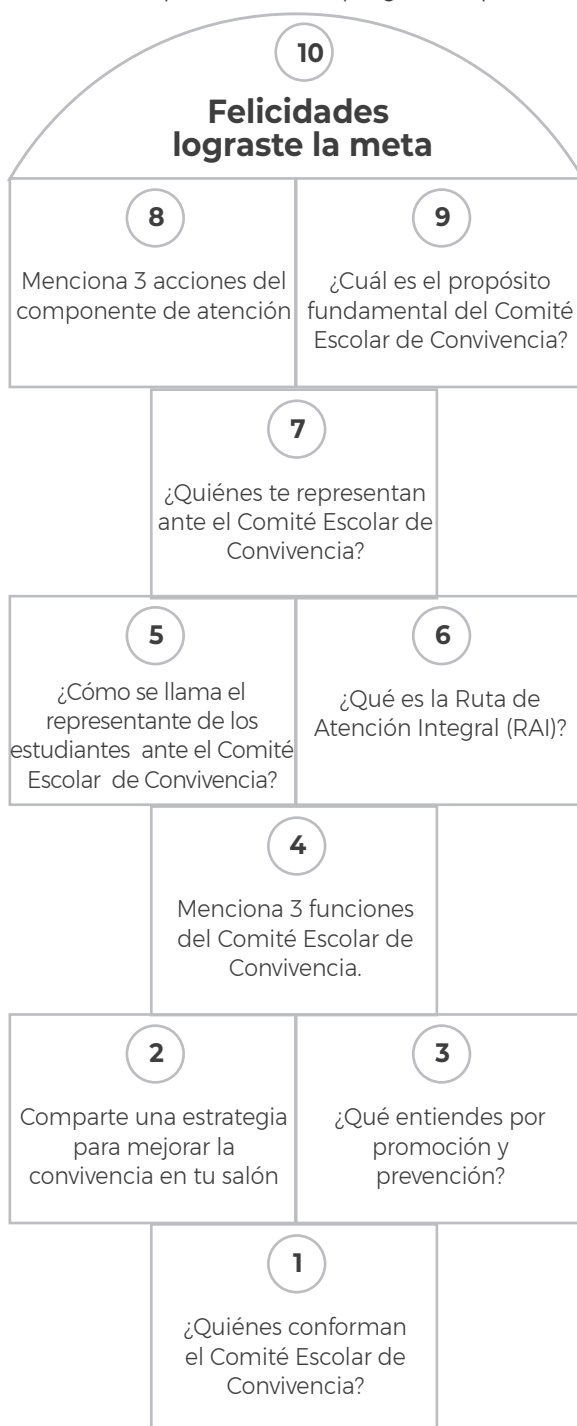 10
Felicidades
lograste la meta
8
Menciona 3 acciones del
componente de atención
9
¿Cuál es el propósito
fundamental del Comité
Escolar de Convivencia?
7
¿Quiénes te representan
ante el Comité Escolar de
Convivencia?
5
¿Cómo se llama el
representante de los
estudiantes ante el Comité
Escolar de Convivencia?
6
¿Qué es la Ruta de
Atención Integral (RAI)?
4
Menciona 3 funciones
del Comité Escolar de
Convivencia.
2
Comparte una estrategia
para mejorar la
convivencia en tu salón
3
¿Qué entiendes por
promoción y
prevención?
1
¿Quiénes conforman
el Comité Escolar de
Convivencia?